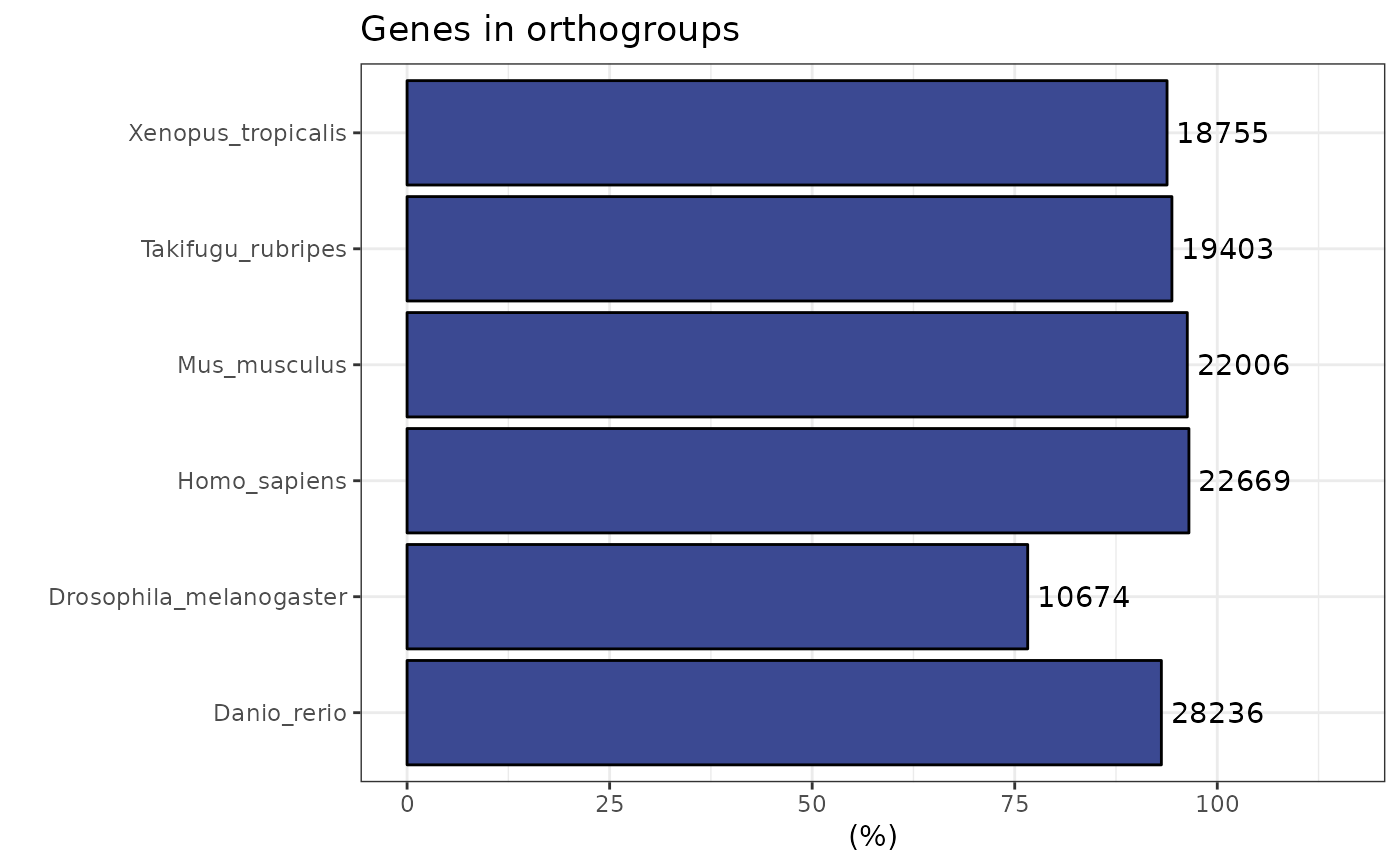 Genes in orthogroups
Xenopus_tropicalis 18755
Takifugu_rubripes 19403
Mus_musculus 22006
Homo_sapiens 22669
Drosophila_melanogaster 10674
Danio_rerio 28236
0 25 50 75 100
(%)